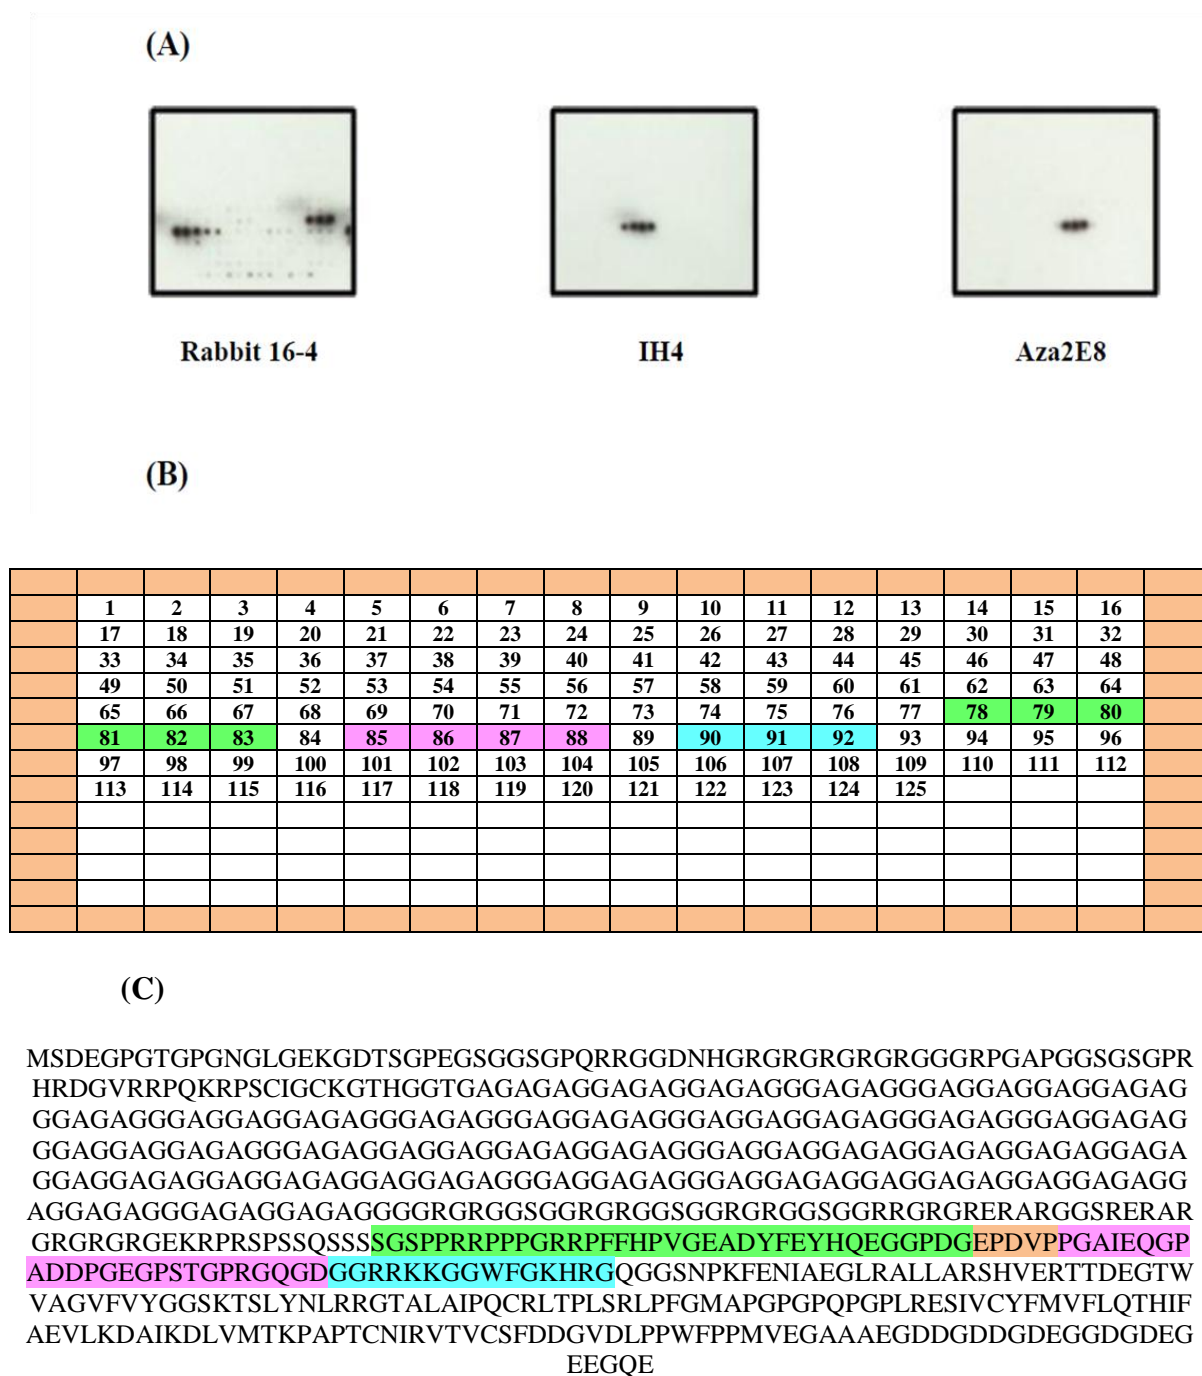 (A)
Rabbit 16-4 IH4 Aza2E8
(B)
1 2 3 4 5 6 7 8 9 10 11 12 13 14 15 16
17 18 19 20 21 22 23 24 25 26 27 28 29 30 31 32
33 34 35 36 37 38 39 40 41 42 43 44 45 46 47 48
49 50 51 52 53 54 55 56 57 58 59 60 61 62 63 64
65 66 67 68 69 70 71 72 73 74 75 76 77 78 79 80
81 82 83 84 85 86 87 88 89 90 91 92 93 94 95 96
97 98 99 100 101 102 103 104 105 106 107 108 109 110 111 112
113 114 115 116 117 118 119 120 121 122 123 124 125
(C)
MSDEGPGTGPGNGLGEKGDTSGPEGSGGSGPQRRGGDNHGRGRGRGRGRGGGRPGAPGGSGSGPR
HRDGVRRPQKRPSCIGCKGTHGGTGAGAGAGGAGAGGAGAGGGAGAGGGAGGAGGAGGAGAG
GGAGAGGGAGGAGGAGAGGGAGAGGGAGGAGAGGGAGGAGAGGGAGAGGGAGGAGAG
GGAGGAGGAGAGGGAGAGGAGGAGGAGAGGAGAGGGAGGAGGAGAGGAGAGGAGAGGAGA
GGAGGAGAGGAGGAGAGGAGGAGAGGGAGGAGAGGGAGGAGAGGAGAGGAGAGGAGAGG
AGGAGAGGGAGAGGAGAGGGGRGRGGSGGRGRGGSGGRGRGGSGGRRGRGRERARGGSRERAR
GRGRGRGEKRPRSPSSQSSSSGSPPRRPPPGRRPFFHPVGEADYFEYHQEGGPDGEPDVPPGAIEQGP
ADDPGEGPSTGPRGQGDGGRRKKGGWFGKHRGQGGSNPKFENIAEGLRALLARSHVERTTDEGTW
VAGVFVYGGSKTSLYNLRRGTALAIPQCRLTPLSRLPFGMAPGPGPQPGPLRESIVCYFMVFLQTHIF
AEVLKDAIKDLVMTKPAPTCNIRVTVCSFDDGVDLPPWFPPMVEGAAAEGDDGDDGDEGGDGDEG
EEGQE